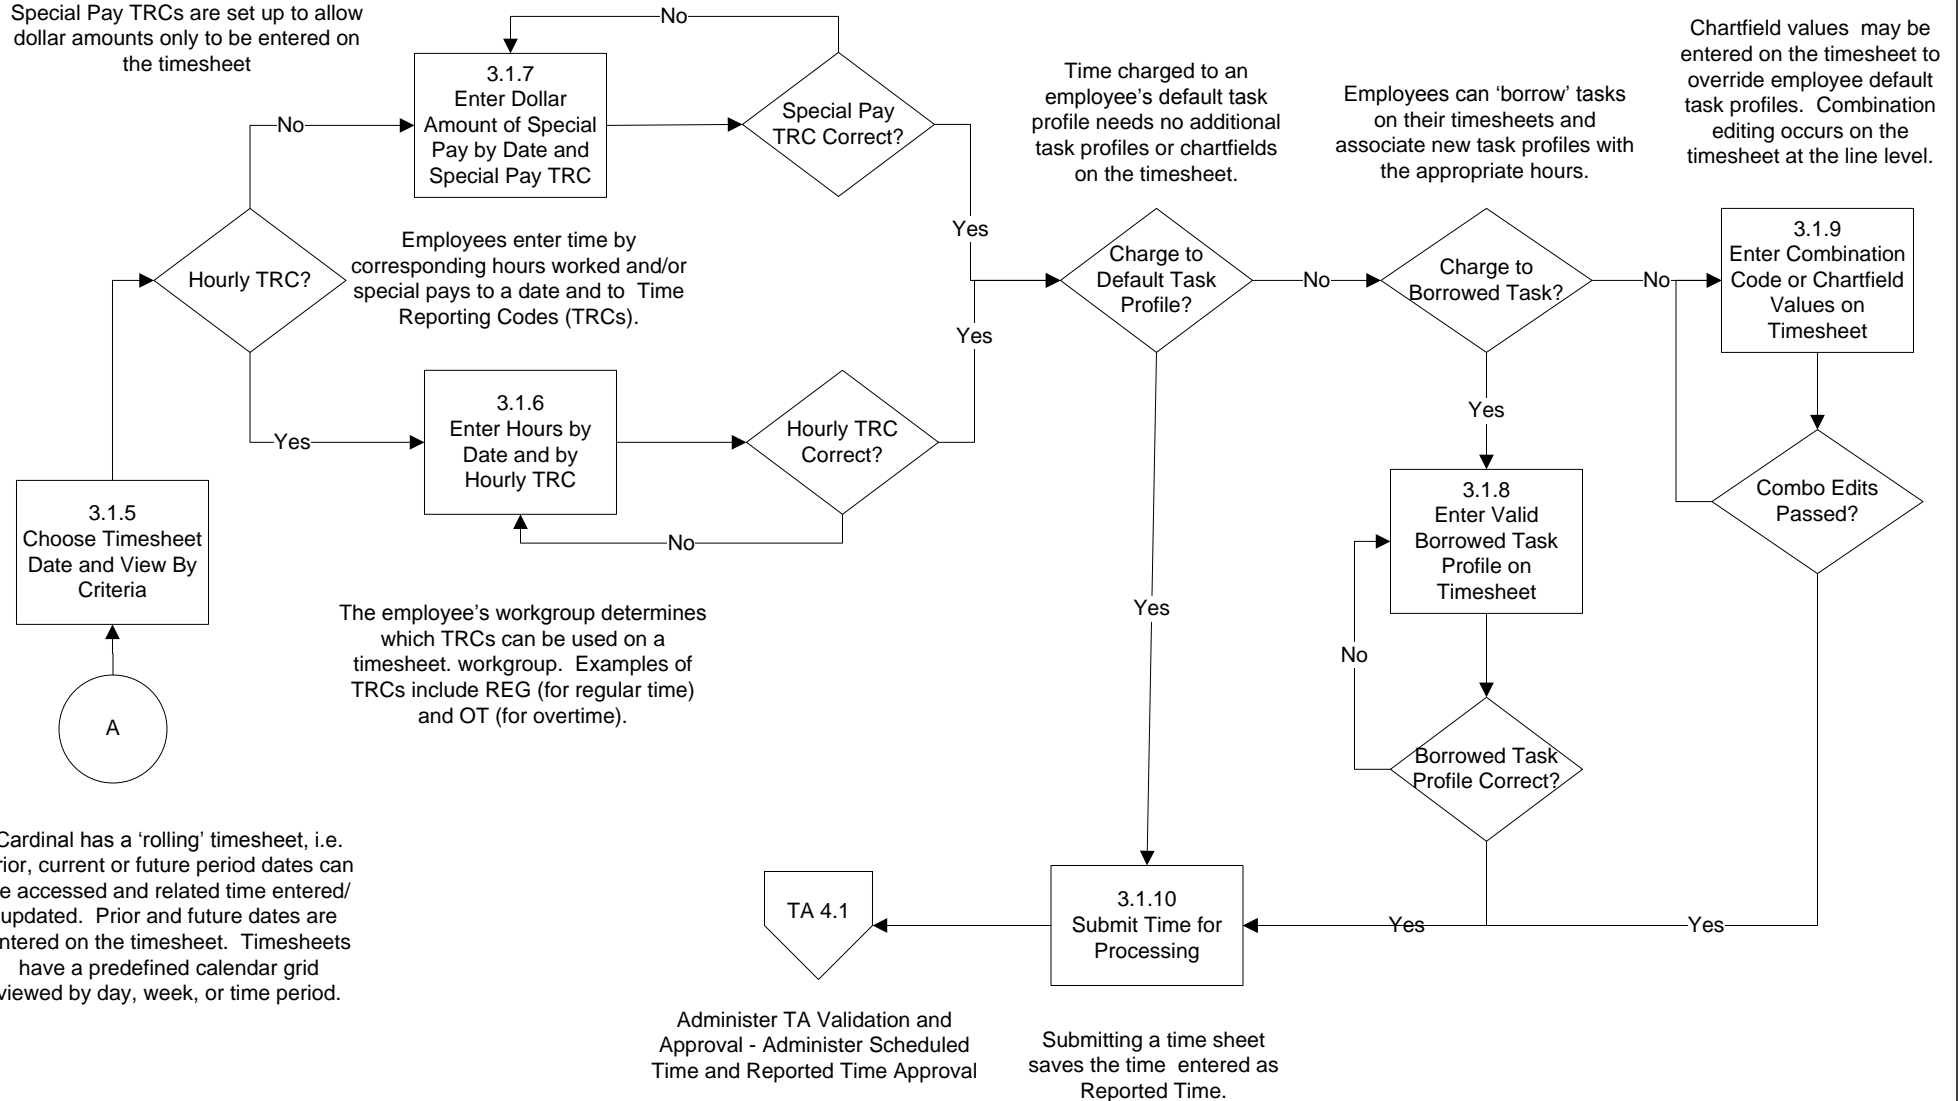 Special Pay TRCs are set up to allow
dollar amounts only to be entered on
the timesheet
No
3.1.7
Enter Dollar
Amount of Special
Pay by Date and
Special Pay TRC
Special Pay
TRC Correct?
No
Yes
Time charged to an
employee's default task
profile needs no additional
task profiles or chartfields
on the timesheet.
Employees can 'borrow' tasks
on their timesheets and
associate new task profiles with
the appropriate hours.
Chartfield values may be
entered on the timesheet to
override employee default
task profiles. Combination
editing occurs on the
timesheet at the line level.
Hourly TRC?
Employees enter time by
corresponding hours worked and/or
special pays to a date and to Time
Reporting Codes (TRCs).
Yes
Charge to
Default Task
Profile?
No
Charge to
Borrowed Task?
No
3.1.9
Enter Combination
Code or Chartfield
Values on
Timesheet
Yes
3.1.6
Enter Hours by
Date and by
Hourly TRC
Hourly TRC
Correct?
No
Yes
3.1.8
Enter Valid
Borrowed Task
Profile on
Timesheet
Combo Edits
Passed?
3.1.5
Choose Timesheet
Date and View By
Criteria
The employee's workgroup determines
which TRCs can be used on a
timesheet. workgroup. Examples of
TRCs include REG (for regular time)
and OT (for overtime).
Yes
No
A
Borrowed Task
Profile Correct?
Cardinal has a 'rolling' timesheet, i.e.
rior, current or future period dates can
e accessed and related time entered/
updated. Prior and future dates are
ntered on the timesheet. Timesheets
have a predefined calendar grid
viewed by day, week, or time period.
TA 4.1
3.1.10
Submit Time for
Processing
Yes
Yes
Administer TA Validation and
Approval - Administer Scheduled
Time and Reported Time Approval
Submitting a time sheet
saves the time entered as
Reported Time.